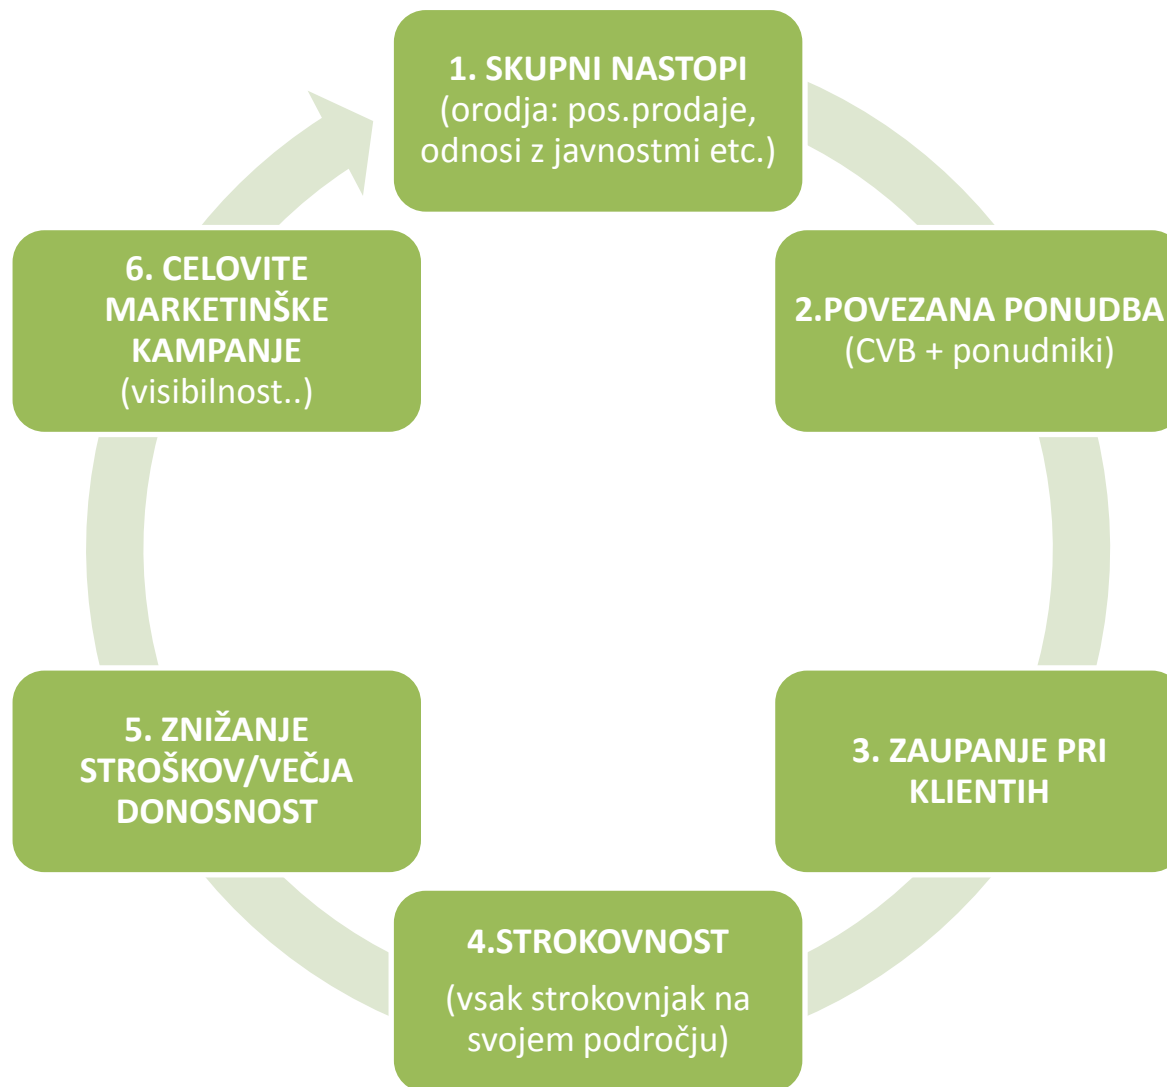 1. SKUPNI NASTOPI
(orodja: pos.prodaje,
odnosi z javnostmi etc.)
2.POVEZANA PONUDBA
(CVB + ponudniki)
3. ZAUPANJE PRI
KLIENTIH
4.STROKOVNOST
(vsak strokovnjak na
svojem področju)
5. ZNIŽANJE
STROŠKOV/VEČJA
DONOSNOST
6. CELOVITE
MARKETINŠKE
KAMPANJE
(visibilnost..)